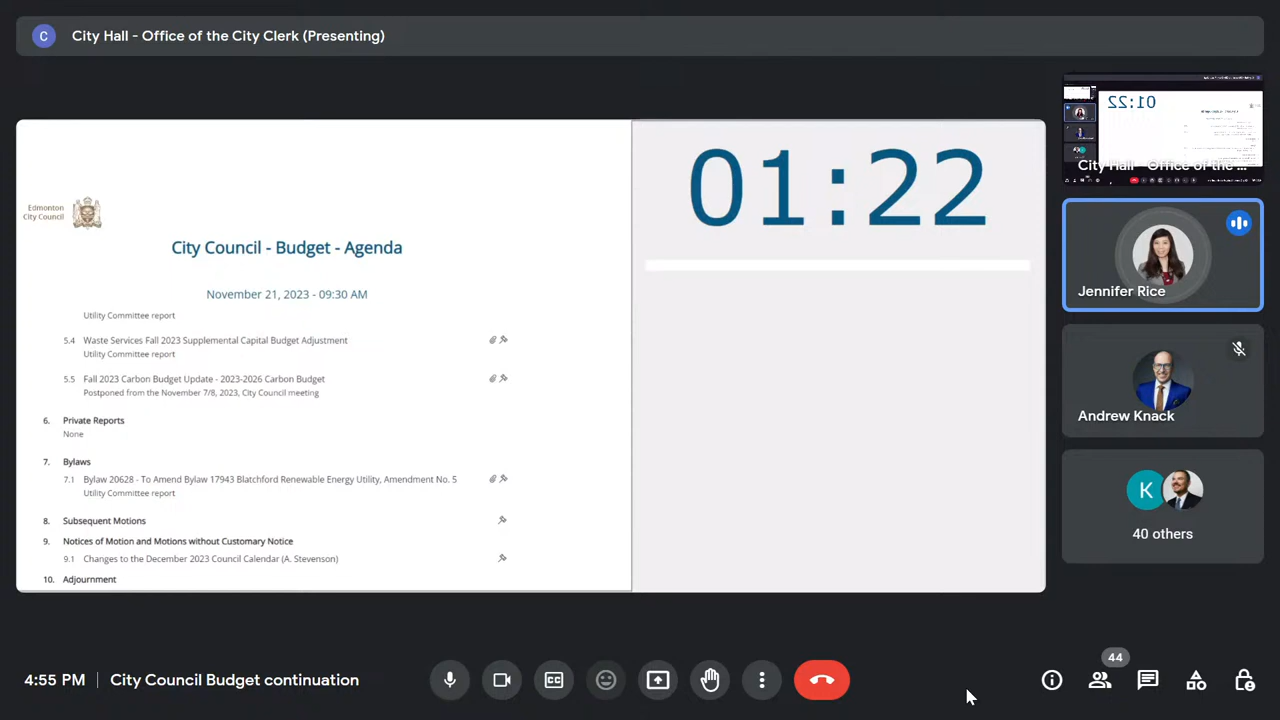 C
City Hall - Office of the City Clerk (Presenting)
Edmonton
City Council
City Council - Budget - Agenda
November 21, 2023 - 09:30 AM
Utility Committee report
5.4 Waste Services Fall 2023 Supplemental Capital Budget Adjustment
Utility Committee report
5.5 Fall 2023 Carbon Budget Update - 2023-2026 Carbon Budget
Postponed from the November 7/8, 2023, City Council meeting
6. Private Reports
None
7. Bylaws
7.1 Bylaw 20628 - To Amend Bylaw 17943 Blatchford Renewable Energy Utility, Amendment No. 5
Utility Committee report
8. Subsequent Motions
9. Notices of Motion and Motions without Customary Notice
9.1 Changes to the December 2023 Council Calendar (A. Stevenson)
10. Adjournment
01:22
01:22
City Hall - Office of the ...
Jennifer Rice
Andrew Knack
K
40 others
4:55 PM | City Council Budget continuation
CC
44